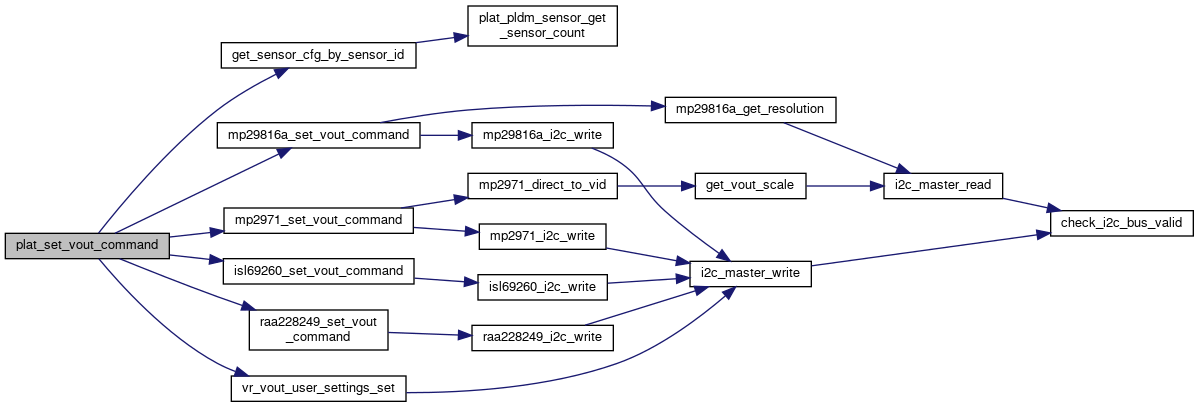 plat_pldm_sensor_get
_sensor_count
get_sensor_cfg_by_sensor_id
mp29816a_get_resolution
mp29816a_set_vout_command
mp29816a_i2c_write
mp2971_direct_to_vid
get_vout_scale
i2c_master_read
mp2971_set_vout_command
check_i2c_bus_valid
plat_set_vout_command
mp2971_i2c_write
isl69260_set_vout_command
i2c_master_write
isl69260_i2c_write
raa228249_set_vout
_command
raa228249_i2c_write
vr_vout_user_settings_set